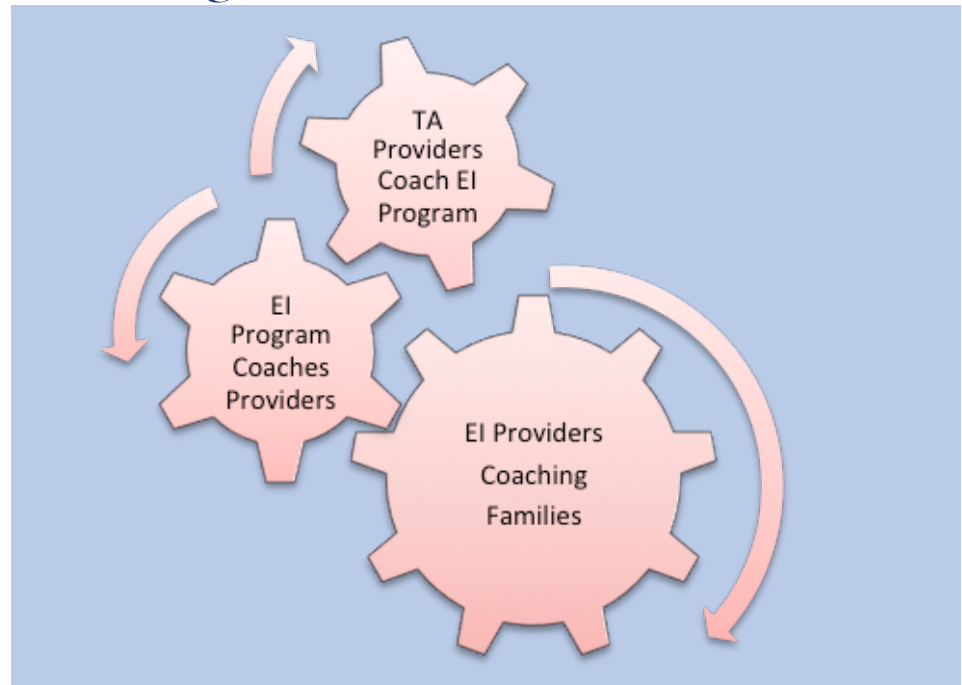 TA
Providers
Coach EI
Program
EI
Program
Coaches
Providers
EI Providers
Coaching
Families